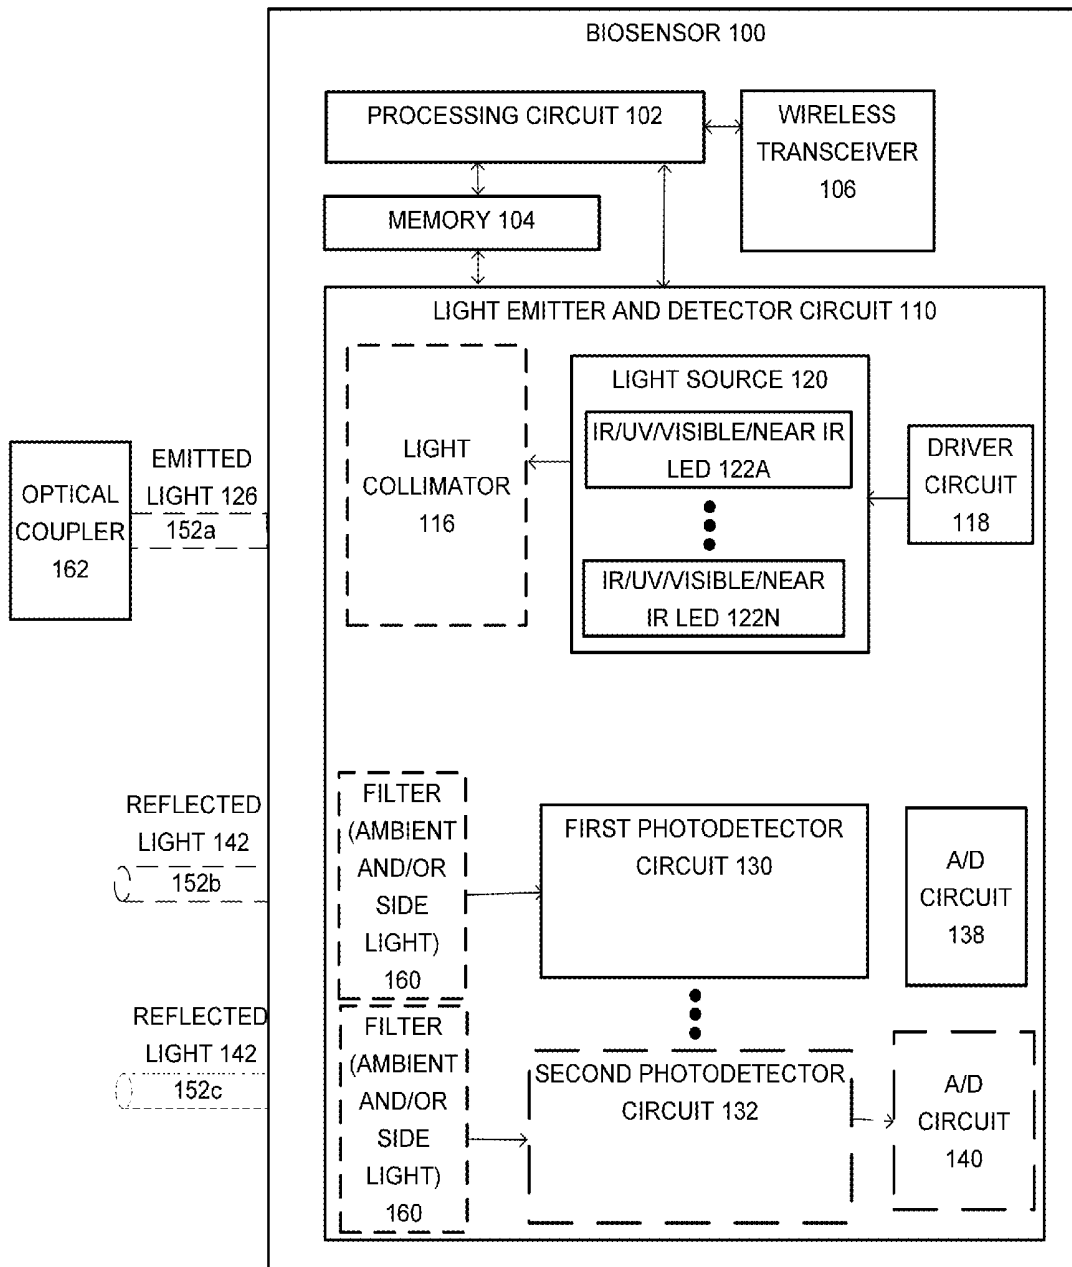 BIOSENSOR 100
PROCESSING CIRCUIT 102
WIRELESS
TRANSCEIVER
106
MEMORY 104
LIGHT EMITTER AND DETECTOR CIRCUIT 110
LIGHT
COLLIMATOR
116
LIGHT SOURCE 120
IR/UV/VISIBLE/NEAR IR
LED 122A
IR/UV/VISIBLE/NEAR
IR LED 122N
DRIVER
CIRCUIT
118
OPTICAL
COUPLER
162
EMITTED
LIGHT 126
152a
REFLECTED
LIGHT 142
152b
FILTER
(AMBIENT
AND/OR
SIDE
LIGHT)
160
FIRST PHOTODETECTOR
CIRCUIT 130
A/D
CIRCUIT
138
REFLECTED
LIGHT 142
152c
FILTER
(AMBIENT
AND/OR
SIDE
LIGHT)
160
SECOND PHOTODETECTOR
CIRCUIT 132
A/D
CIRCUIT
140